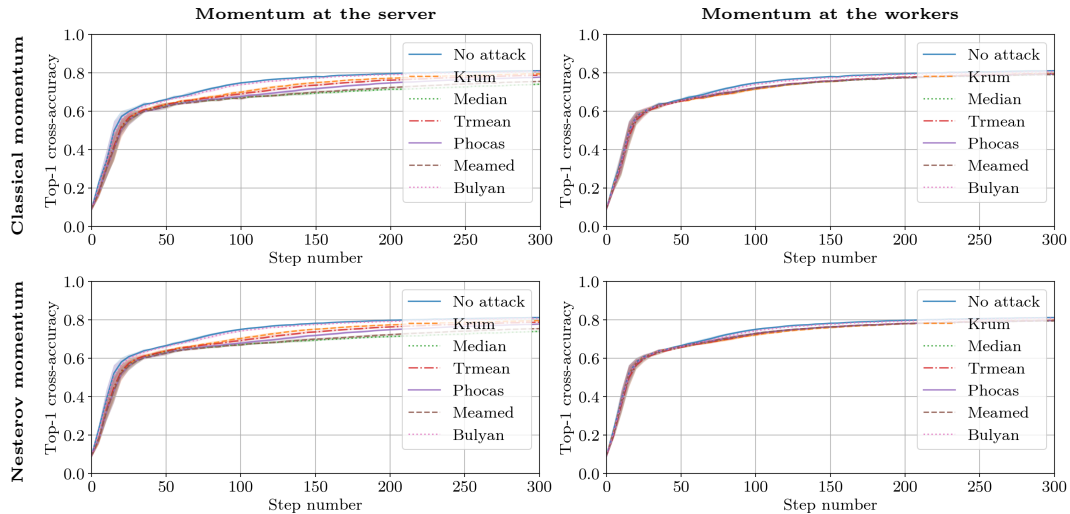 Momentum at the server
Momentum at the workers
Classical momentum
Top-1 cross-accuracy
1.0
0.8
0.6
0.4
0.2
0.0
No attack
Krum
Median
Trmean
Phocas
Meamed
Bulyan
0 50 100 150 200 250 300
Step number
Top-1 cross-accuracy
1.0
0.8
0.6
0.4
0.2
0.0
No attack
Krum
Median
Trmean
Phocas
Meamed
Bulyan
0 50 100 150 200 250 300
Step number
Nesterov momentum
Top-1 cross-accuracy
1.0
0.8
0.6
0.4
0.2
0.0
No attack
Krum
Median
Trmean
Phocas
Meamed
Bulyan
0 50 100 150 200 250 300
Step number
Top-1 cross-accuracy
1.0
0.8
0.6
0.4
0.2
0.0
No attack
Krum
Median
Trmean
Phocas
Meamed
Bulyan
0 50 100 150 200 250 300
Step number